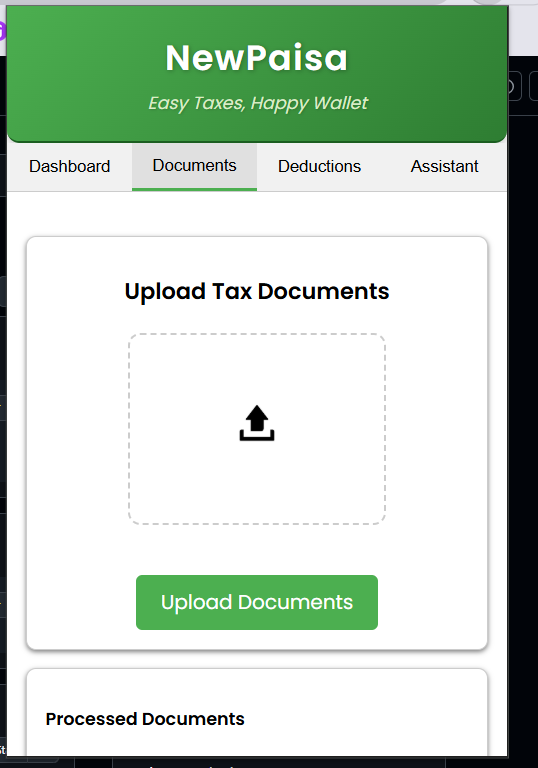 NewPaisa
Easy Taxes, Happy Wallet
Dashboard Documents Deductions Assistant
Upload Tax Documents
Upload Documents
Processed Documents